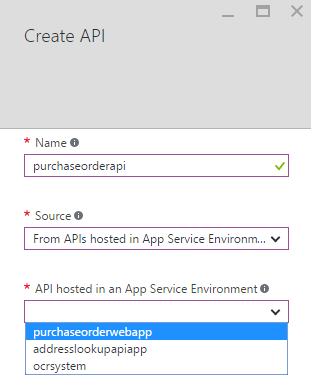 Create API
* Name
purchaseorderapi
* Source
From APIs hosted in App Service Environm...
* API hosted in an App Service Environment
purchaseorderwebapp
addresslookupapiapp
ocrsystem